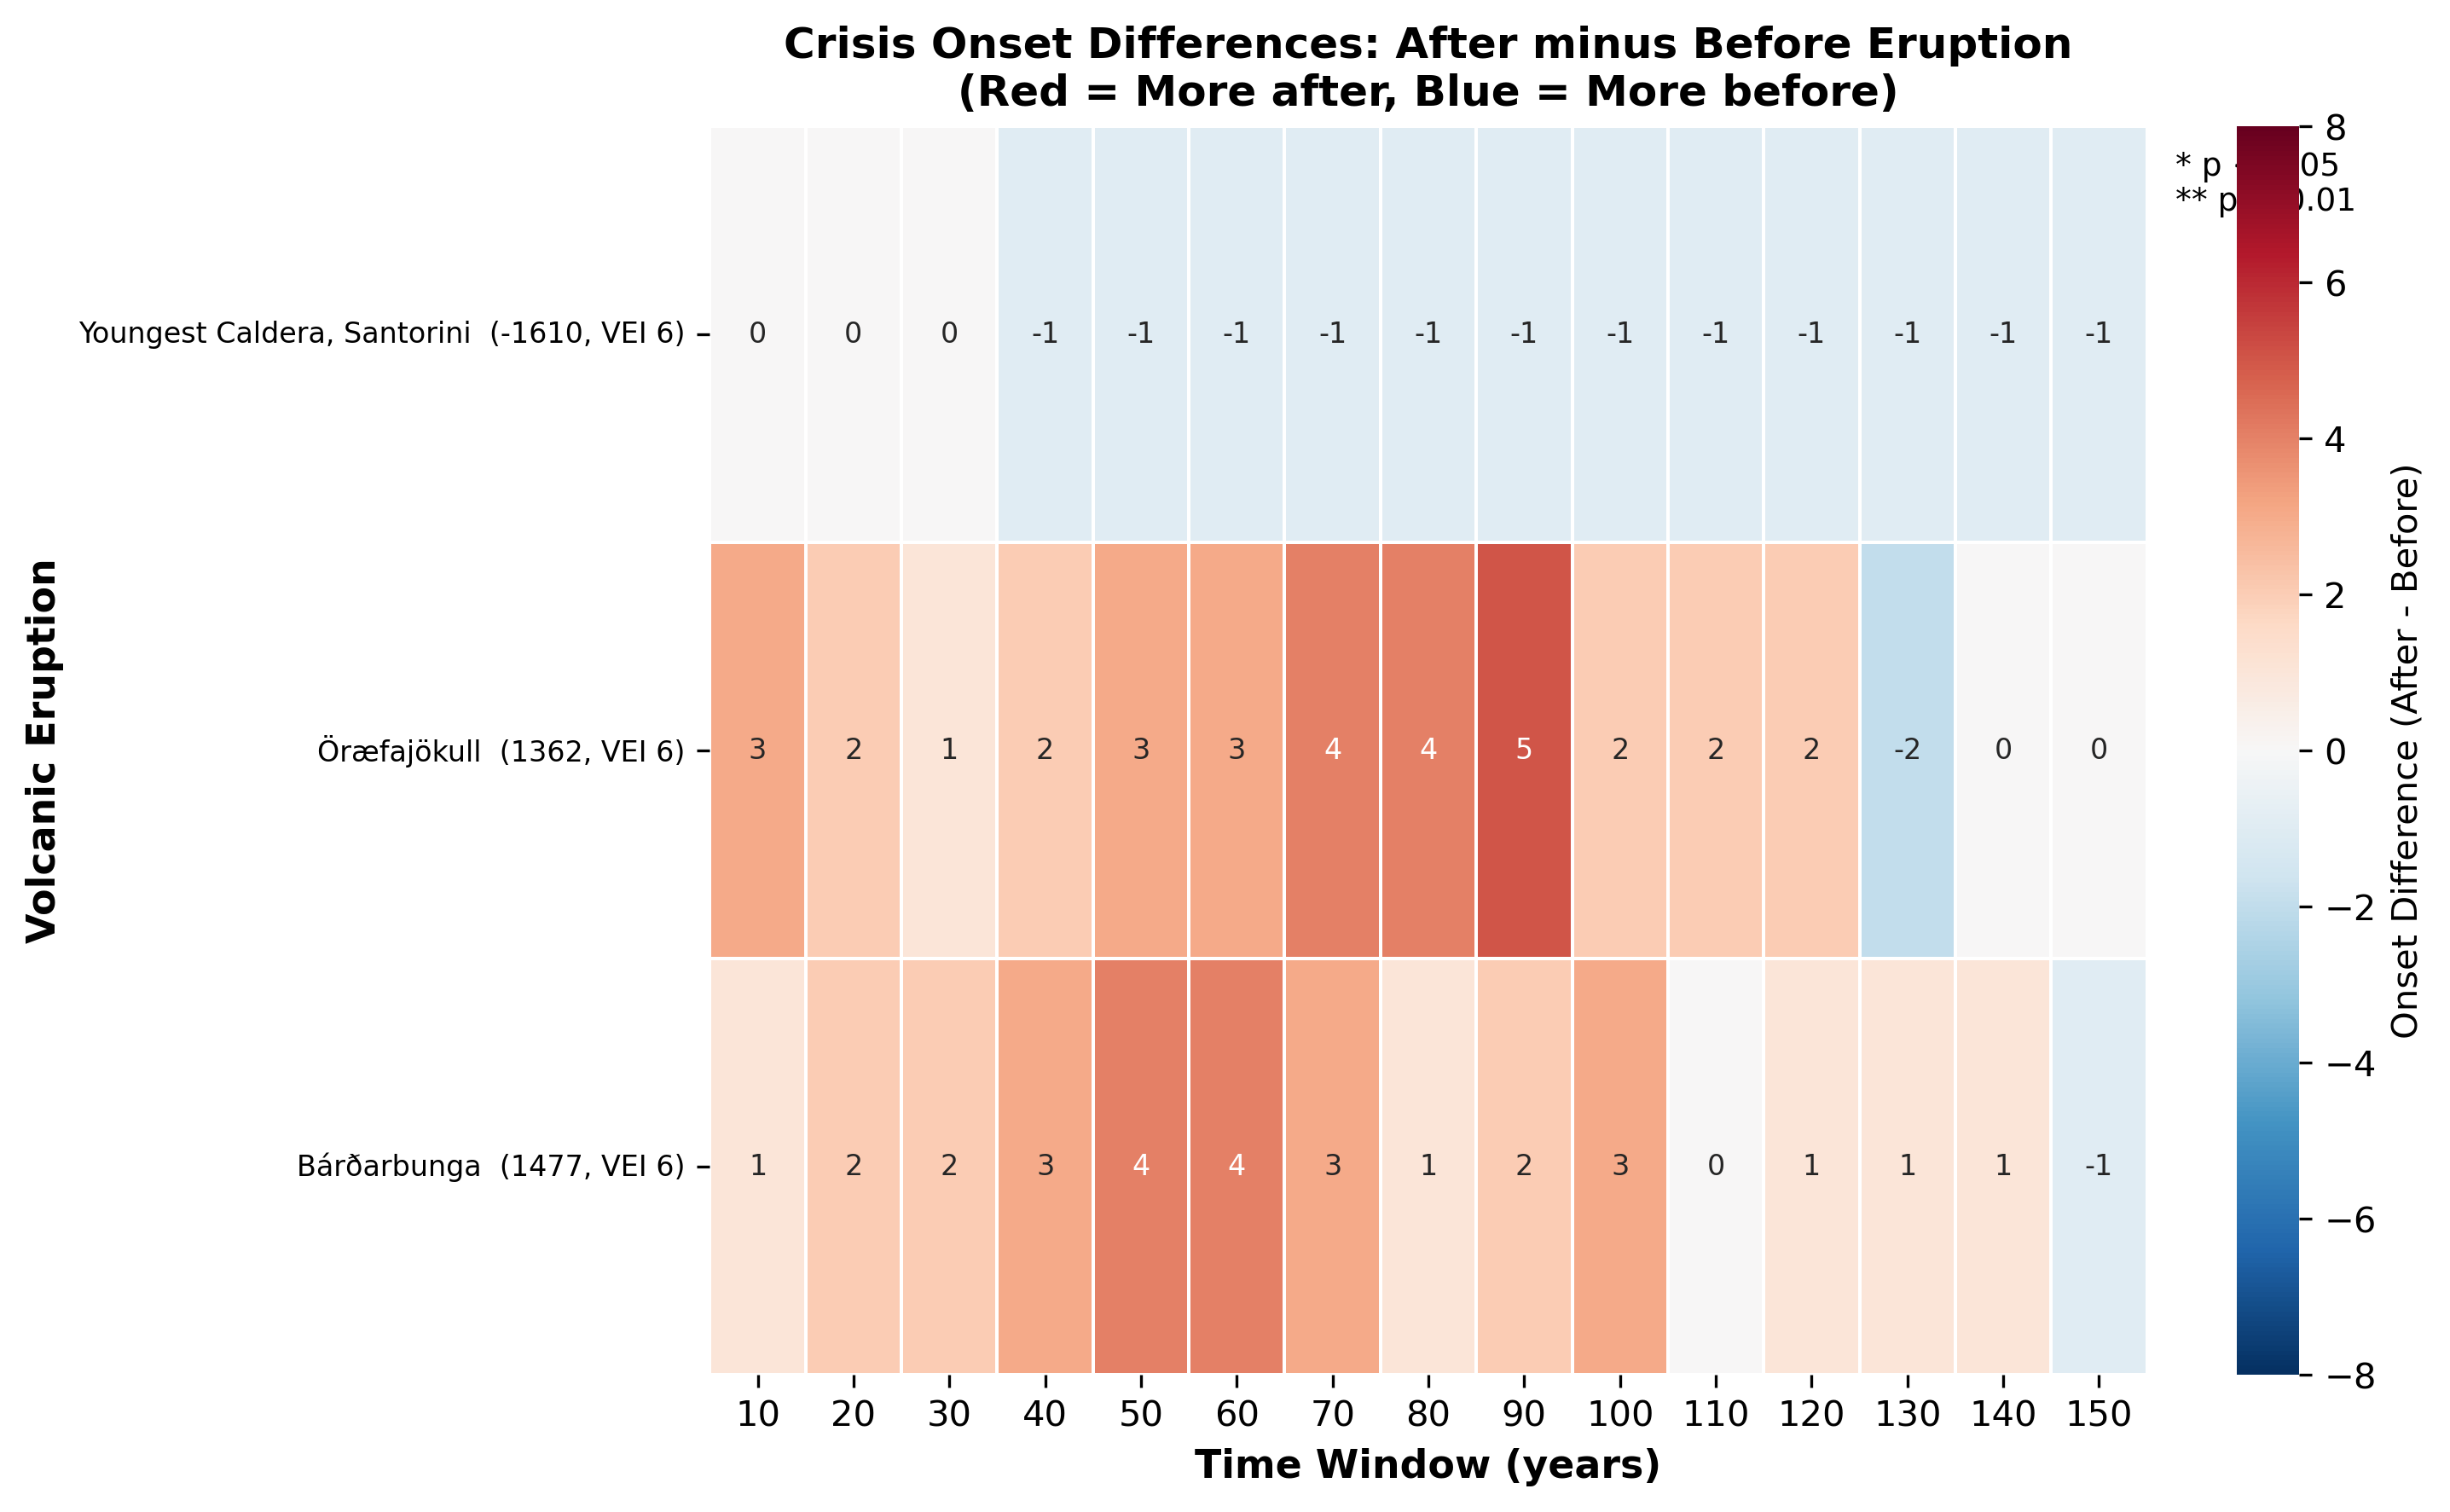 Crisis Onset Differences: After minus Before Eruption
(Red = More after, Blue = More before)
Volcanic Eruption
Youngest Caldera, Santorini (-1610, VEI 6)
0 0 0 -1 -1 -1 -1 -1 -1 -1 -1 -1 -1 -1 -1
Öræfajökull (1362, VEI 6)
3 2 1 2 3 3 4 4 5 2 2 2 -2 0 0
Bárðarbunga (1477, VEI 6)
1 2 2 3 4 4 3 1 2 3 0 1 1 1 -1
10 20 30 40 50 60 70 80 90 100 110 120 130 140 150
Time Window (years)
* p 05
** p 0.01
8
6
4
2
0
−2
−4
−6
−8
Onset Difference (After - Before)